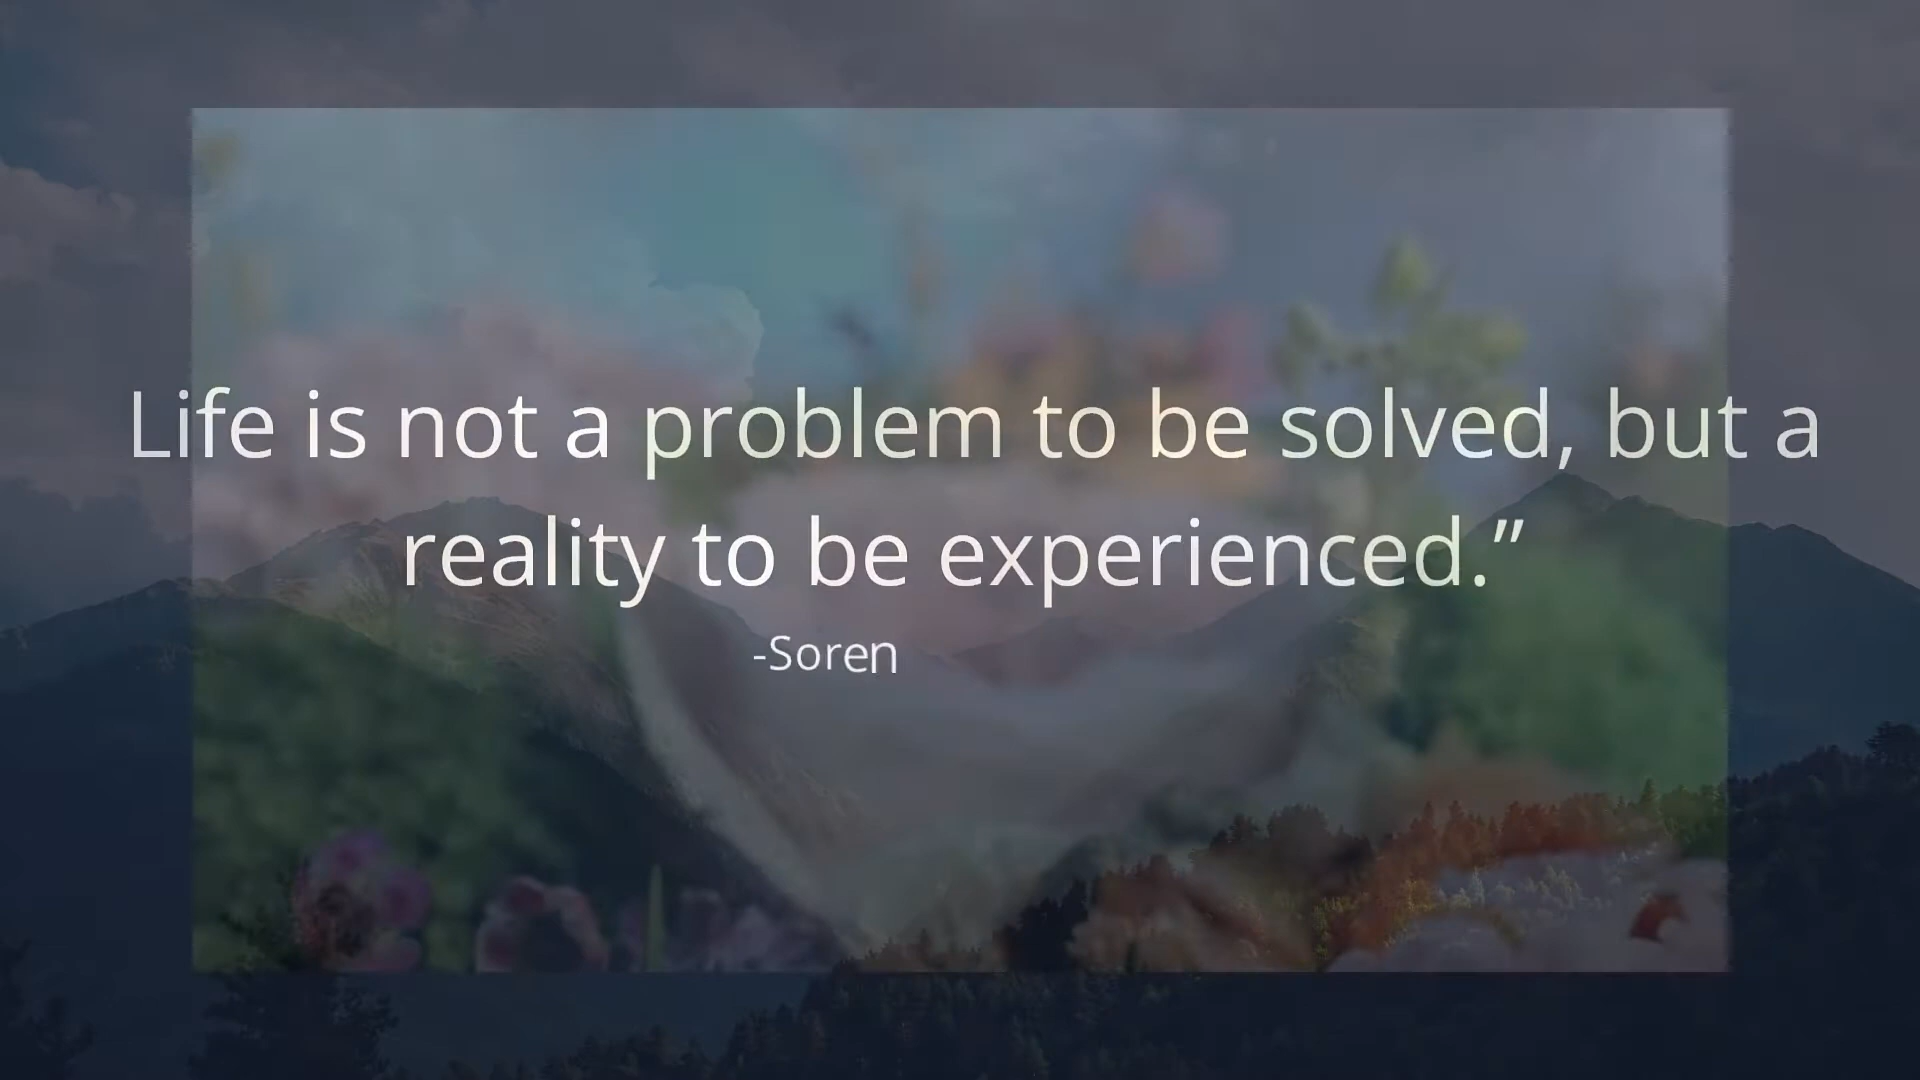 Life is not a problem to be solved, but a
reality to be experienced.”
-Soren